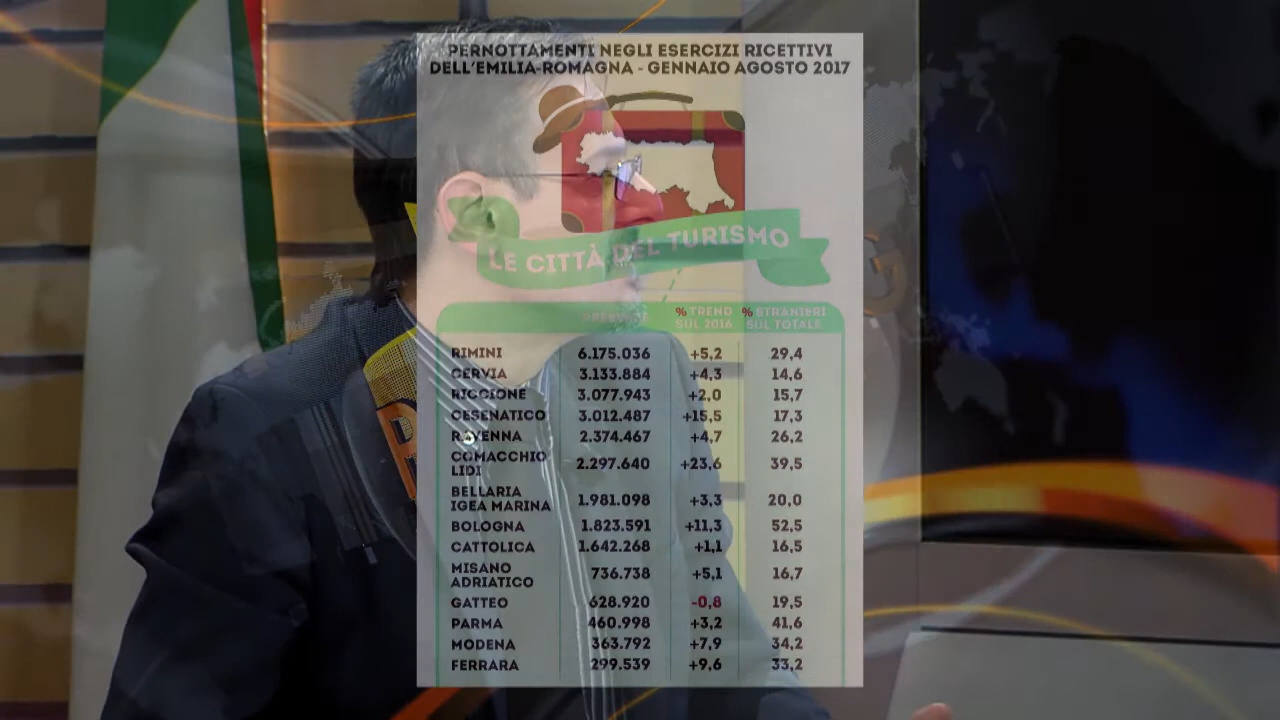 PERNOTTAMENTI NEGLI ESERCIZI RICETTIVI
DELL'EMILIA-ROMAGNA - GENNAIO AGOSTO 2017
LE CITTÀ DEL TURISMO
% TREND % STRANIERI
SUL 2016 SUL TOTALE
RIMINI 6.175.036 +5,2 29,4
CERVIA 3.133.884 +4,3 14,6
RICCIONE 3.077.943 +2,0 15,7
CESENATICO 3.012.487 +15,5 17,3
RAVENNA 2.374.467 +4,7 26,2
COMACCHIO
LIDI 2.297.640 +23,6 39,5
BELLARIA
IGEA MARINA 1.981.098 +3,3 20,0
BOLOGNA 1.823.591 +11,3 52,5
CATTOLICA 1.642.268 +1,1 16,5
MISANO
ADRIATICO 736.738 +5,1 16,7
GATTEO 628.920 -0,8 19,5
PARMA 460.998 +3,2 41,6
MODENA 363.792 +7,9 34,2
FERRARA 299.539 +9,6 33,2